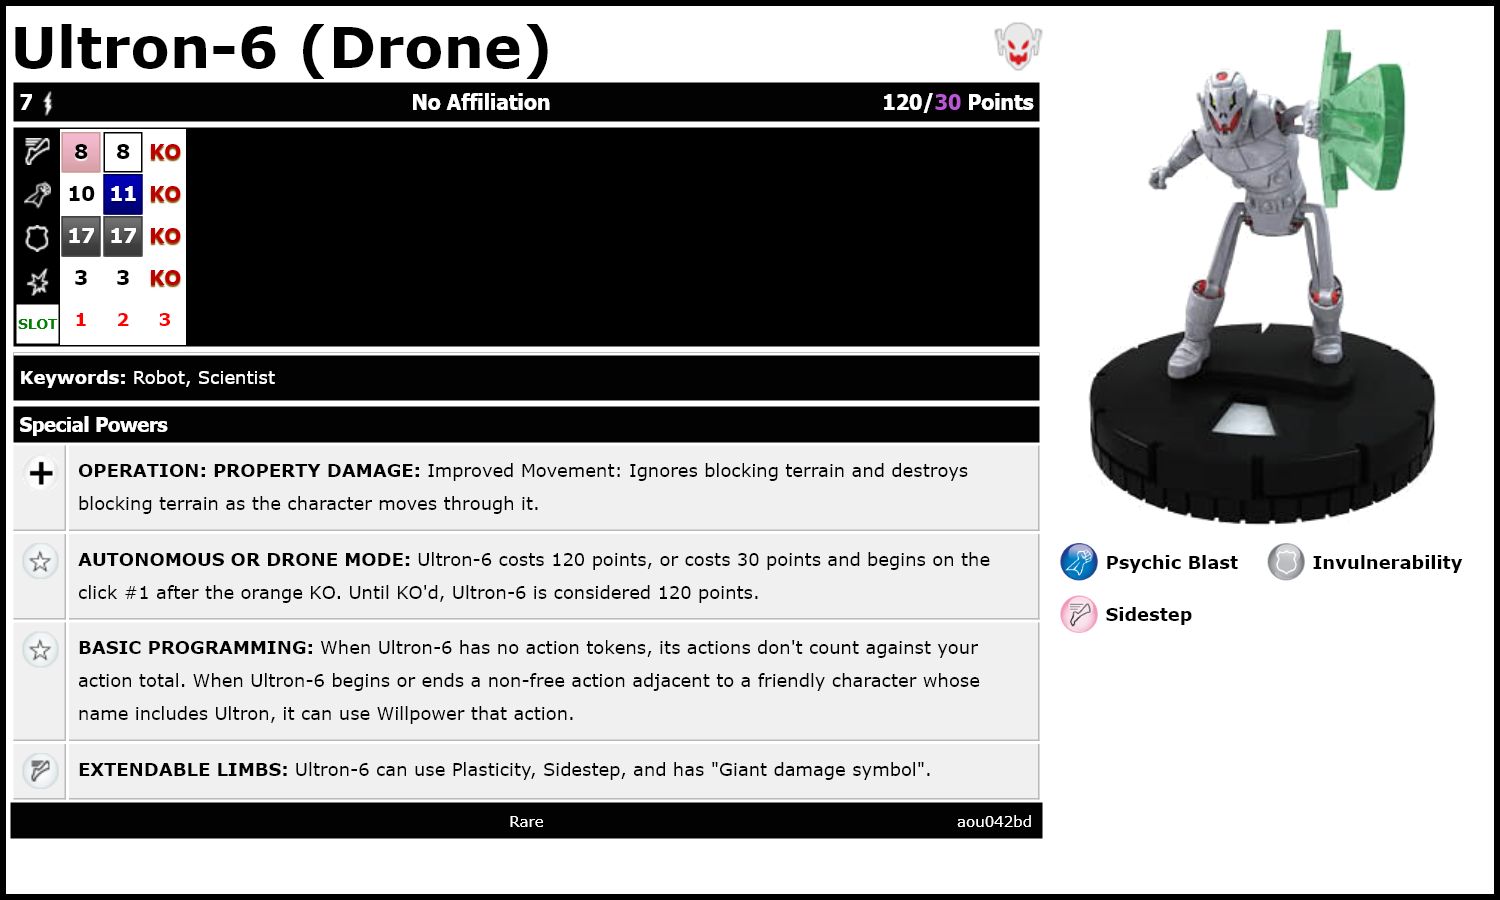 Ultron-6 (Drone)
7 No Affiliation 120/30 Points
8 8 KO
10 11 KO
17 17 KO
3 3 KO
SLOT 1 2 3
Keywords: Robot, Scientist
Special Powers
OPERATION: PROPERTY DAMAGE: Improved Movement: Ignores blocking terrain and destroys
blocking terrain as the character moves through it.
AUTONOMOUS OR DRONE MODE: Ultron-6 costs 120 points, or costs 30 points and begins on the
click #1 after the orange KO. Until KO'd, Ultron-6 is considered 120 points.
BASIC PROGRAMMING: When Ultron-6 has no action tokens, its actions don't count against your
action total. When Ultron-6 begins or ends a non-free action adjacent to a friendly character whose
name includes Ultron, it can use Willpower that action.
EXTENDABLE LIMBS: Ultron-6 can use Plasticity, Sidestep, and has "Giant damage symbol".
Rare aou042bd
Psychic Blast Invulnerability
Sidestep